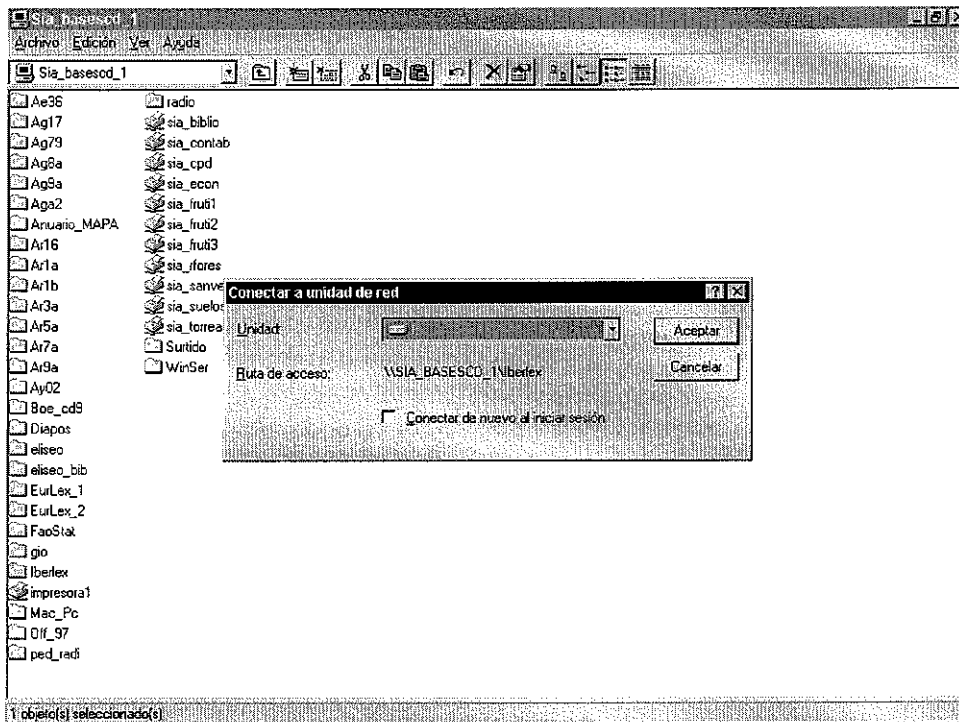 Sia_basescd_1
Archivo Edición Ver Ayuda
Sia_basescd_1
Ae36
Ag17
Ag79
Ag8a
Ag9a
Aga2
Anuario_MAPA
Ar16
Ar1a
Ar1b
Ar3a
Ar5a
Ar7a
Ar9a
Ay02
Boe_cd9
Diapos
eliseo
eliseo_bib
EurLex_1
EurLex_2
FaoStat
gio
Iberlex
impresora1
Mac_Pc
Off_97
ped_radi
radio
sia_biblio
sia_contab
sia_cpd
sia_econ
sia_fruti1
sia_fruti2
sia_fruti3
sia_rfores
sia_sanve
sia_suelos
sia_torrea
Surtido
WinSer
Conectar a unidad de red
Unidad:
Aceptar
Ruta de acceso: \\SIA_BASESCD_1\Iberlex
Cancelar
Conectar de nuevo al iniciar sesión
1 objeto(s) seleccionado(s)